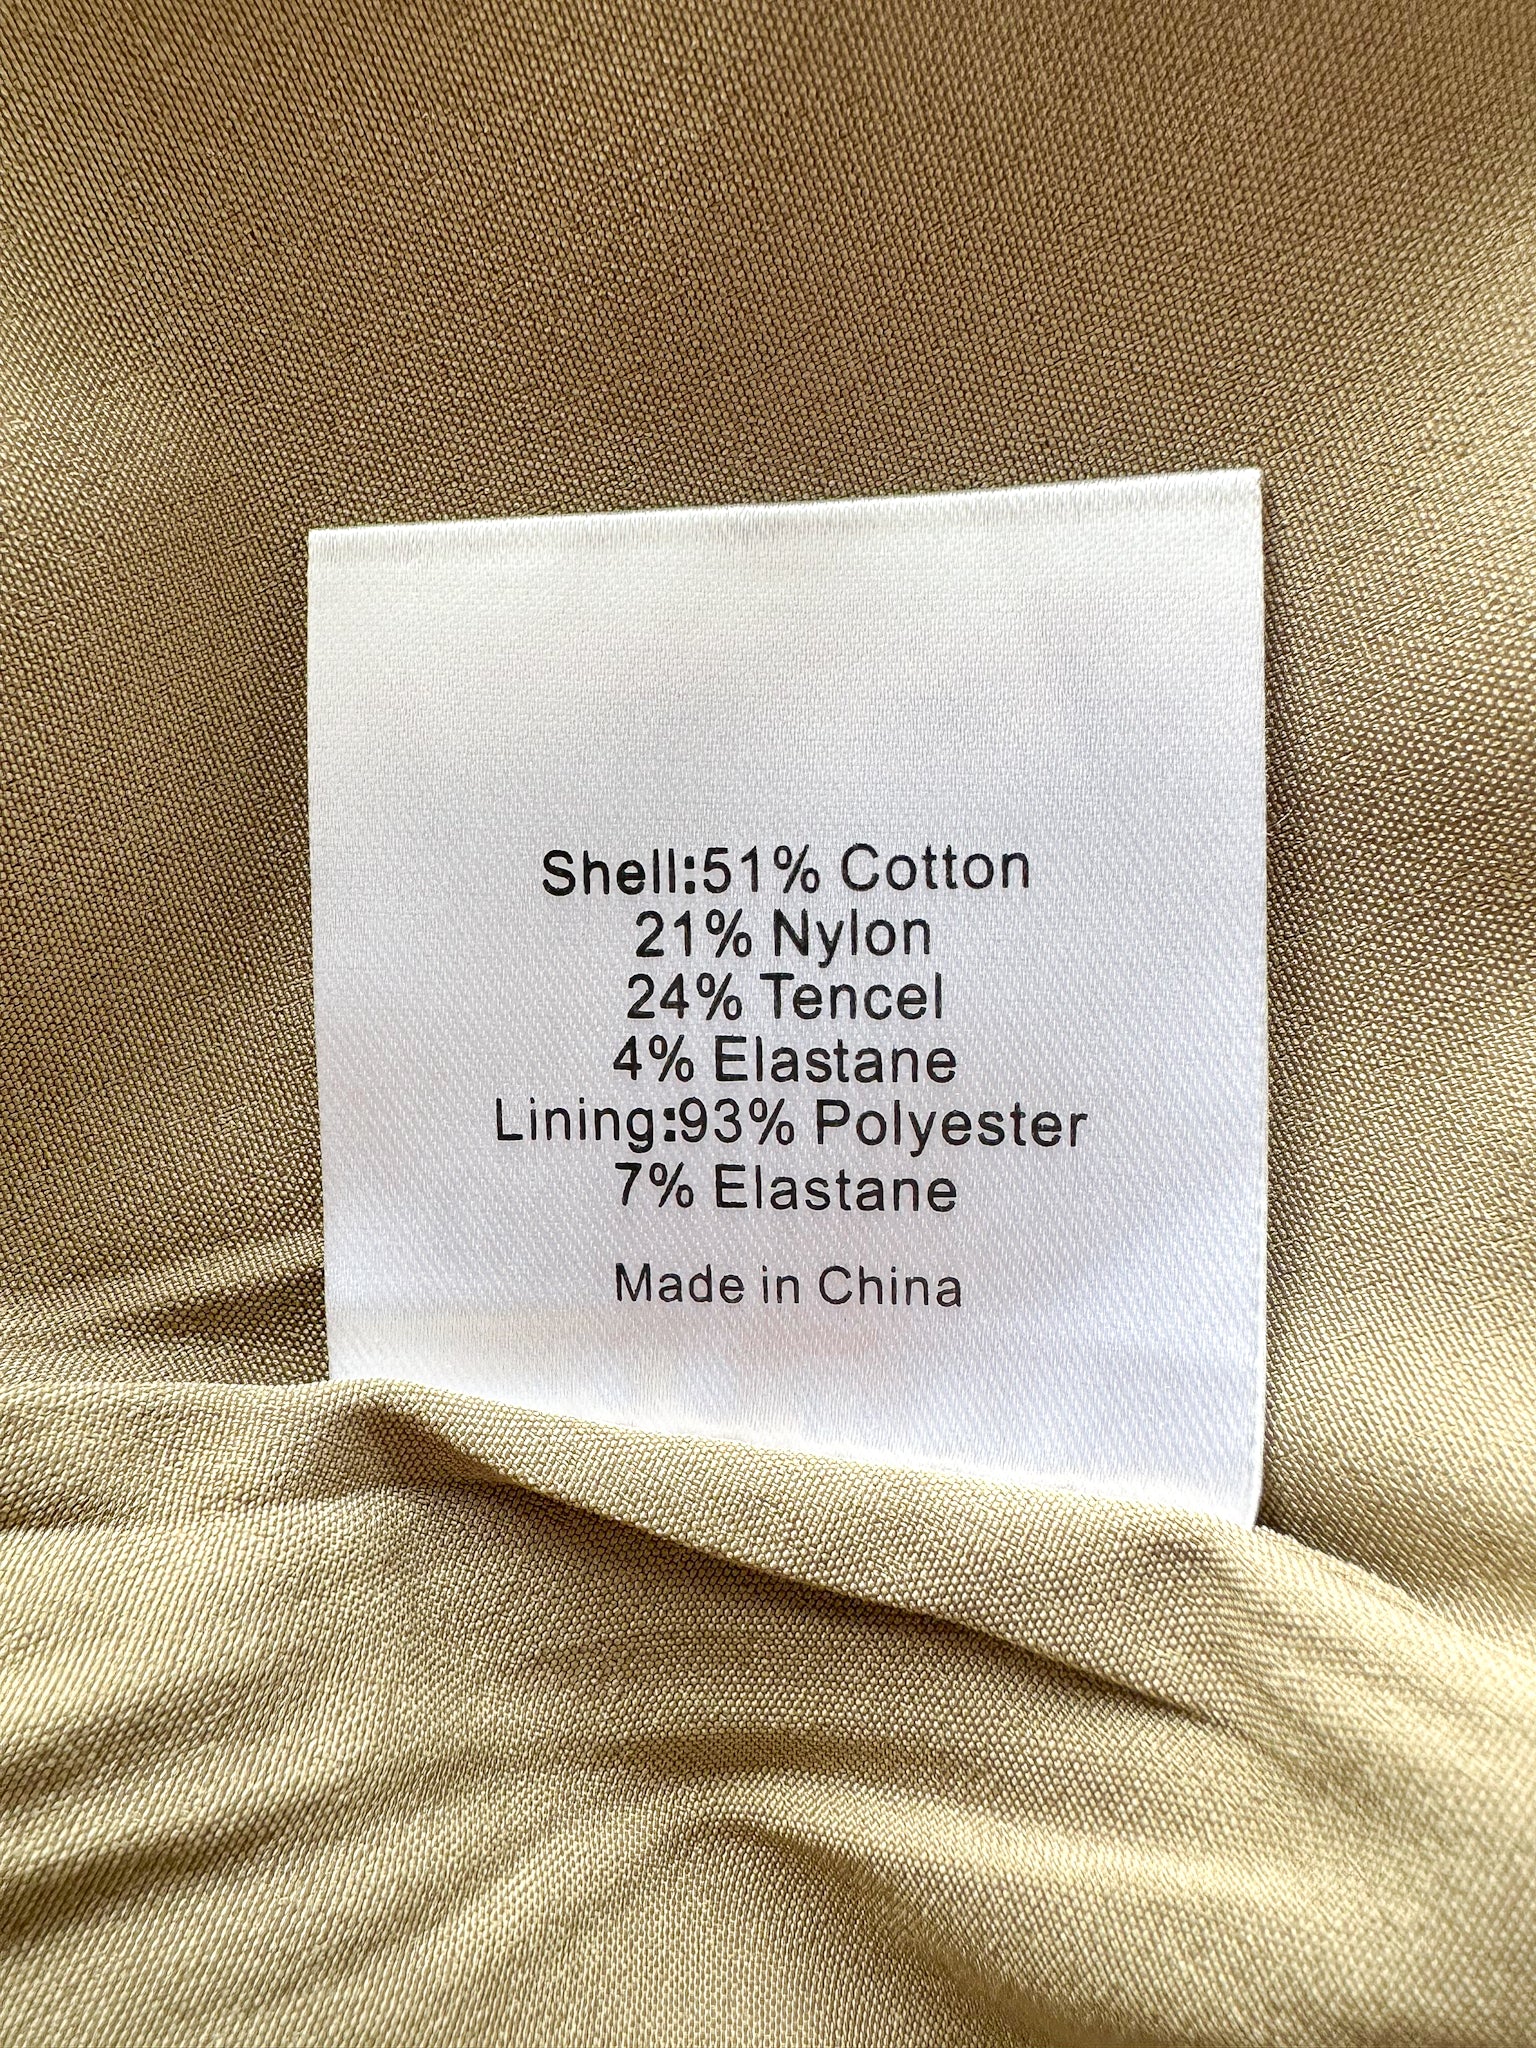 Shell:51% Cotton
21% Nylon
24% Tencel
4% Elastane
Lining:93% Polyester
7% Elastane
Made in China